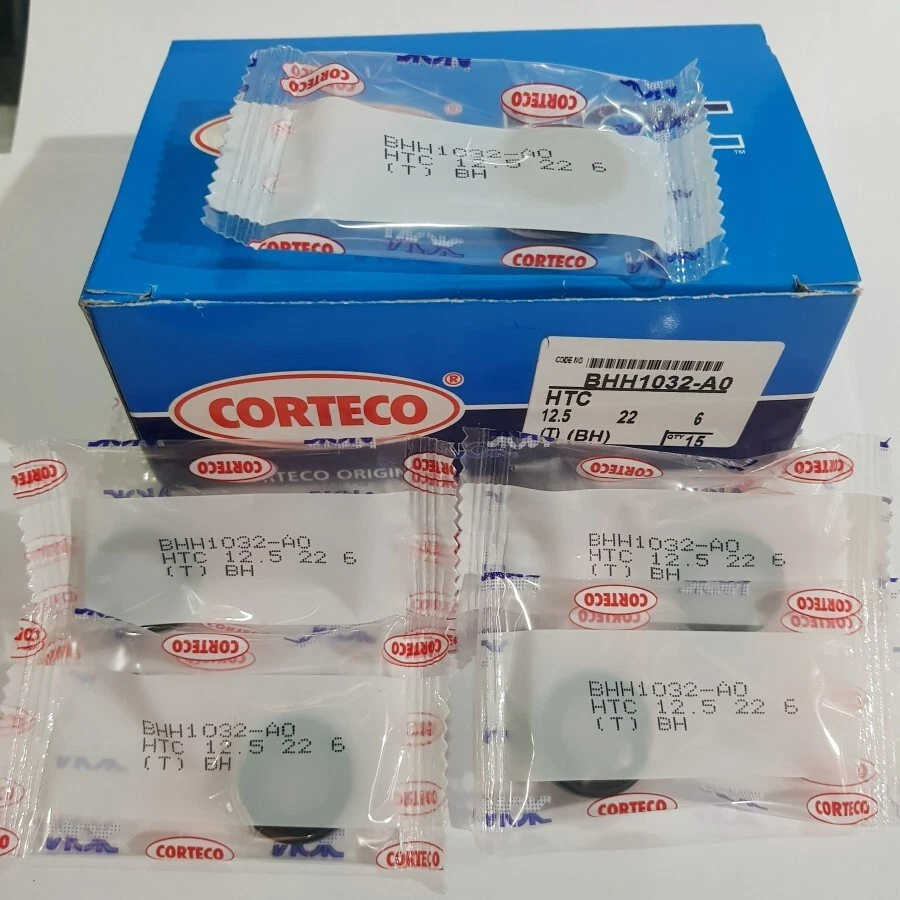 CORTECO
CORTECO
BHH1032-A0
HTC 12.5 22 6
(T) BH
CORTECO
CORTECO
CODE NO.
BHH1032-A0
HTC
12.5 22 6
(T) (BH)
QTY 15
CORTECO®
CORTECO
CORTECO
CORTECO
CORTECO
BHH1032-A0
HTC 12.5 22 6
(T) BH
BHH1032-A0
HTC 12.5 22 6
(T) BH
CORTECO
CORTECO
CORTECO
CORTECO
BHH1032-A0
HTC 12.5 22 6
(T) BH
BHH1032-A0
HTC 12.5 22 6
(T) BH
CORTECO
CORTECO
CORTECO
CORTECO